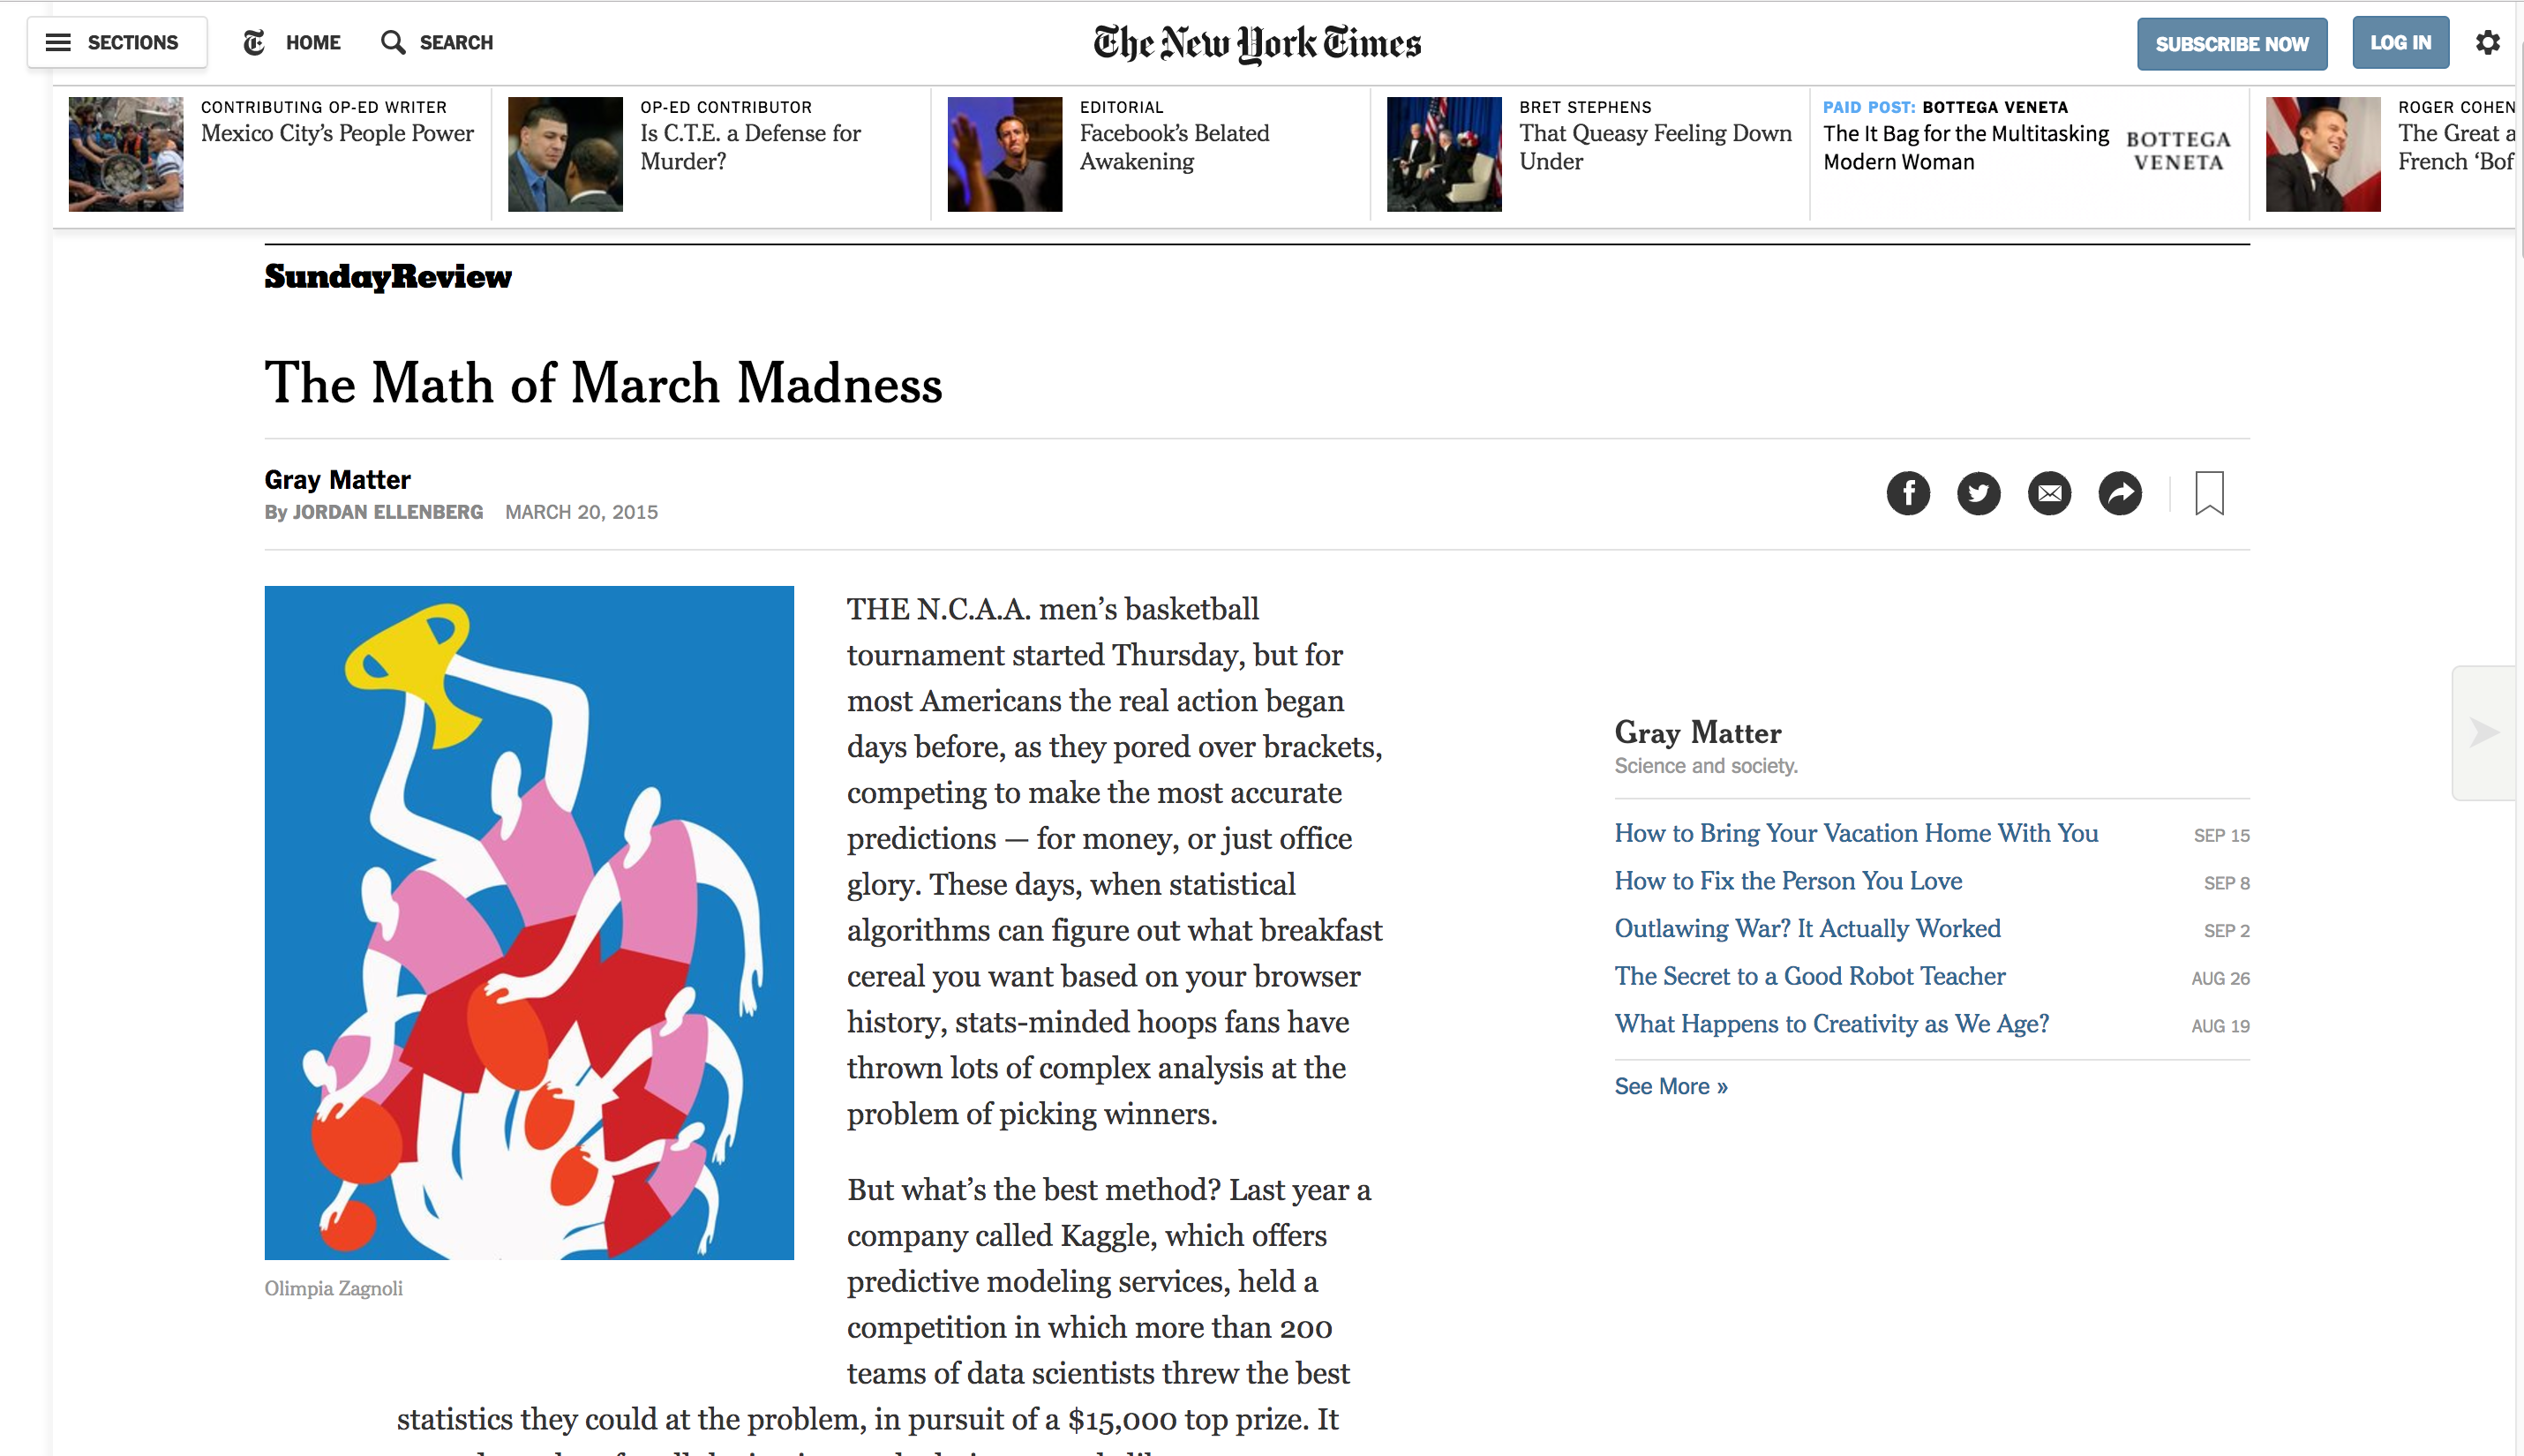 SECTIONS
HOME
SEARCH
The New York Times
SUBSCRIBE NOW
LOG IN
CONTRIBUTING OP-ED WRITER
Mexico City’s People Power
OP-ED CONTRIBUTOR
Is C.T.E. a Defense for
Murder?
EDITORIAL
Facebook’s Belated
Awakening
BRET STEPHENS
That Queasy Feeling Down
Under
PAID POST: BOTTEGA VENETA
The It Bag for the Multitasking
Modern Woman
BOTTEGA
VENETA
ROGER COHEN
The Great a
French ‘Bof
SundayReview
The Math of March Madness
Gray Matter
By JORDAN ELLENBERG MARCH 20, 2015
THE N.C.A.A. men’s basketball
tournament started Thursday, but for
most Americans the real action began
days before, as they pored over brackets,
competing to make the most accurate
predictions — for money, or just office
glory. These days, when statistical
algorithms can figure out what breakfast
cereal you want based on your browser
history, stats-minded hoops fans have
thrown lots of complex analysis at the
problem of picking winners.
But what’s the best method? Last year a
company called Kaggle, which offers
predictive modeling services, held a
competition in which more than 200
teams of data scientists threw the best
statistics they could at the problem, in pursuit of a $15,000 top prize. It
Olimpia Zagnoli
Gray Matter
Science and society.
How to Bring Your Vacation Home With You SEP 15
How to Fix the Person You Love SEP 8
Outlawing War? It Actually Worked SEP 2
The Secret to a Good Robot Teacher AUG 26
What Happens to Creativity as We Age? AUG 19
See More »